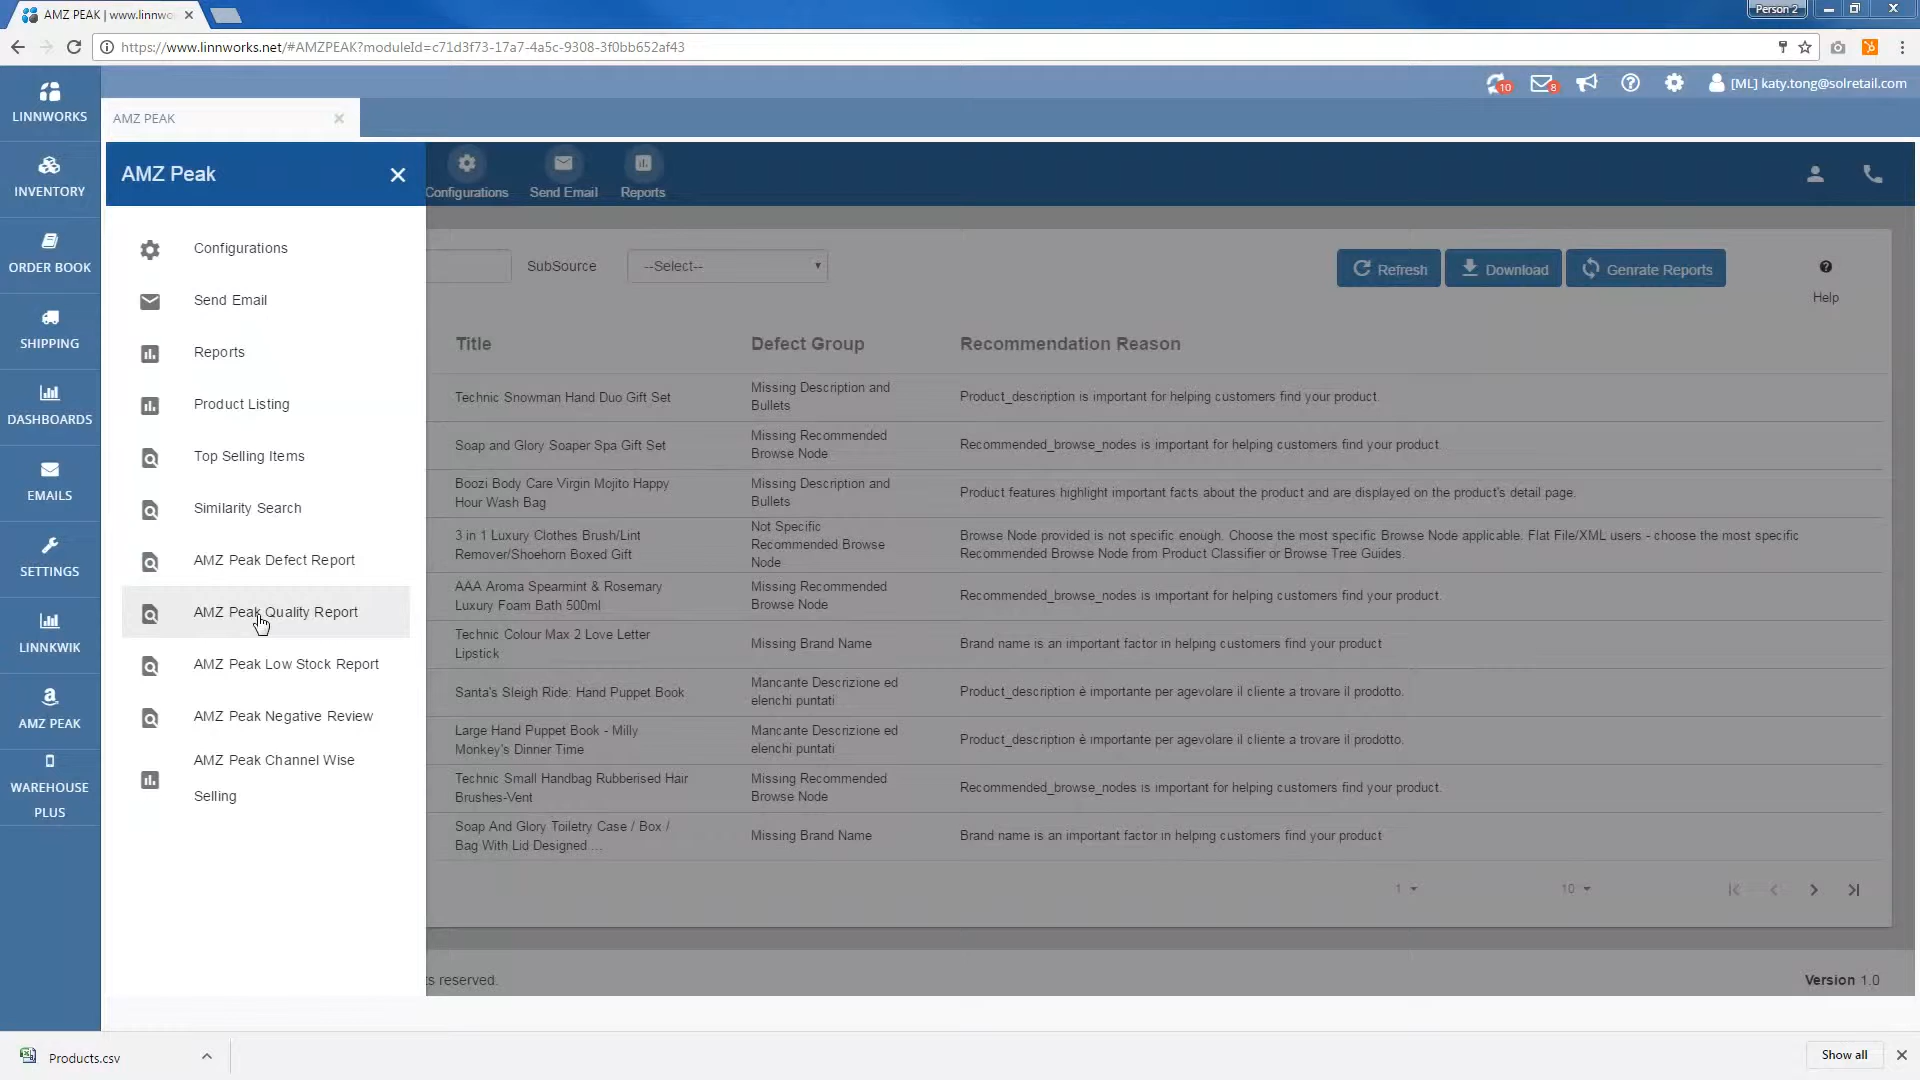 AMZ PEAK | www.linnwo
Person 2
https://www.linnworks.net/#AMZPEAK?moduleId=c71d3f73-17a7-4a5c-9308-3f0bb652af43
LINNWORKS
INVENTORY
ORDER BOOK
SHIPPING
DASHBOARDS
EMAILS
SETTINGS
LINNKWIK
AMZ PEAK
WAREHOUSE
PLUS
10
8
[ML] katy.tong@solretail.com
AMZ PEAK
AMZ Peak
Configurations
Send Email
Reports
Product Listing
Top Selling Items
Similarity Search
AMZ Peak Defect Report
AMZ Peak Quality Report
AMZ Peak Low Stock Report
AMZ Peak Negative Review
AMZ Peak Channel Wise
Selling
Configurations
Send Email
Reports
SubSource
--Select--
Refresh
Download
Genrate Reports
Help
Title
Defect Group
Recommendation Reason
Technic Snowman Hand Duo Gift Set
Missing Description and
Bullets
Product_description is important for helping customers find your product.
Soap and Glory Soaper Spa Gift Set
Missing Recommended
Browse Node
Recommended_browse_nodes is important for helping customers find your product.
Boozi Body Care Virgin Mojito Happy
Hour Wash Bag
Missing Description and
Bullets
Product features highlight important facts about the product and are displayed on the product's detail page.
3 in 1 Luxury Clothes Brush/Lint
Remover/Shoehorn Boxed Gift
Not Specific
Recommended Browse
Node
Browse Node provided is not specific enough. Choose the most specific Browse Node applicable. Flat File/XML users - choose the most specific
Recommended Browse Node from Product Classifier or Browse Tree Guides.
AAA Aroma Spearmint & Rosemary
Luxury Foam Bath 500ml
Missing Recommended
Browse Node
Recommended_browse_nodes is important for helping customers find your product.
Technic Colour Max 2 Love Letter
Lipstick
Missing Brand Name
Brand name is an important factor in helping customers find your product
Santa's Sleigh Ride: Hand Puppet Book
Mancante Descrizione ed
elenchi puntati
Product_description è importante per agevolare il cliente a trovare il prodotto.
Large Hand Puppet Book - Milly
Monkey's Dinner Time
Mancante Descrizione ed
elenchi puntati
Product_description è importante per agevolare il cliente a trovare il prodotto.
Technic Small Handbag Rubberised Hair
Brushes-Vent
Missing Recommended
Browse Node
Recommended_browse_nodes is important for helping customers find your product.
Soap And Glory Toiletry Case / Box /
Bag With Lid Designed....
Missing Brand Name
Brand name is an important factor in helping customers find your product
1
10
ts reserved.
Version 1.0
Products.csv
Show all